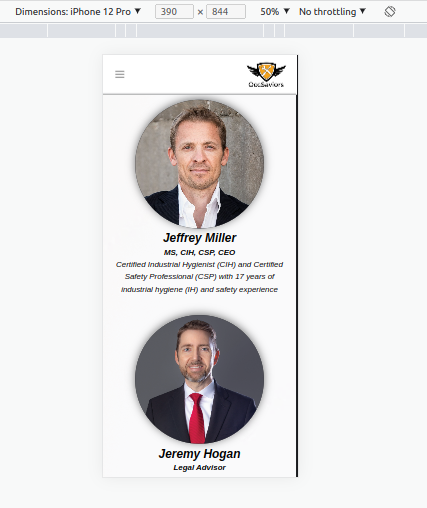 Dimensions: iPhone 12 Pro ▼ 390 × 844 50% ▼ No throttling ▼
OccSaviors
Jeffrey Miller
MS, CIH, CSP, CEO
Certified Industrial Hygienist (CIH) and Certified
Safety Professional (CSP) with 17 years of
industrial hygiene (IH) and safety experience
Jeremy Hogan
Legal Advisor